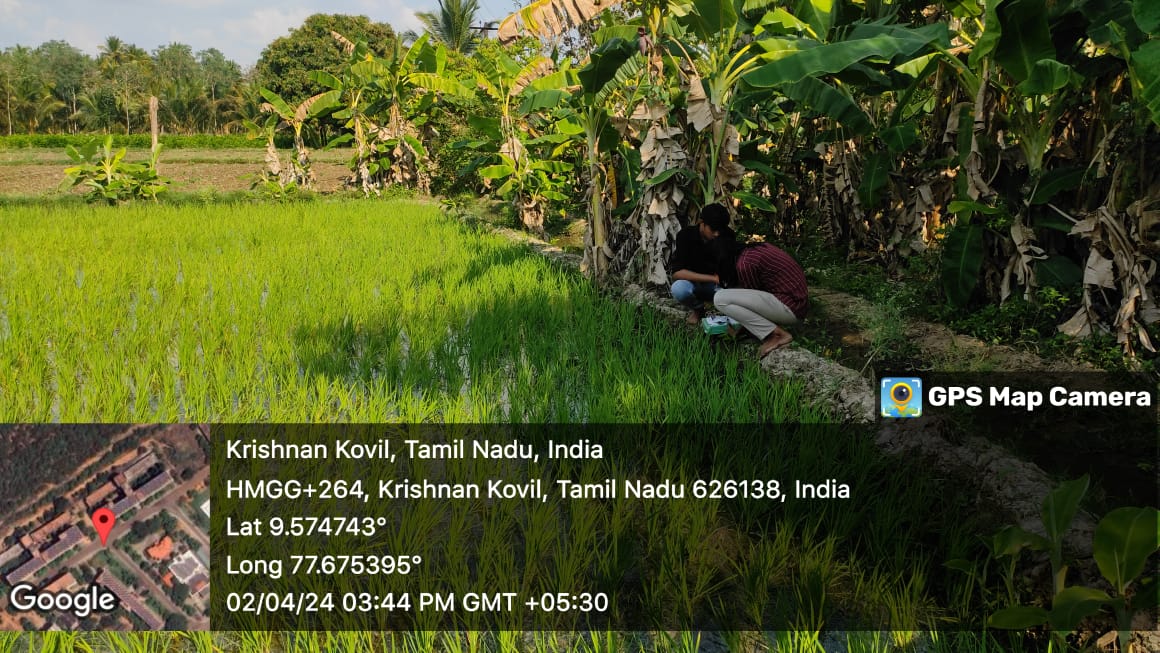 GPS Map Camera
Krishnan Kovil, Tamil Nadu, India
HMGG+264, Krishnan Kovil, Tamil Nadu 626138, India
Lat 9.574743°
Long 77.675395°
02/04/24 03:44 PM GMT +05:30
Google